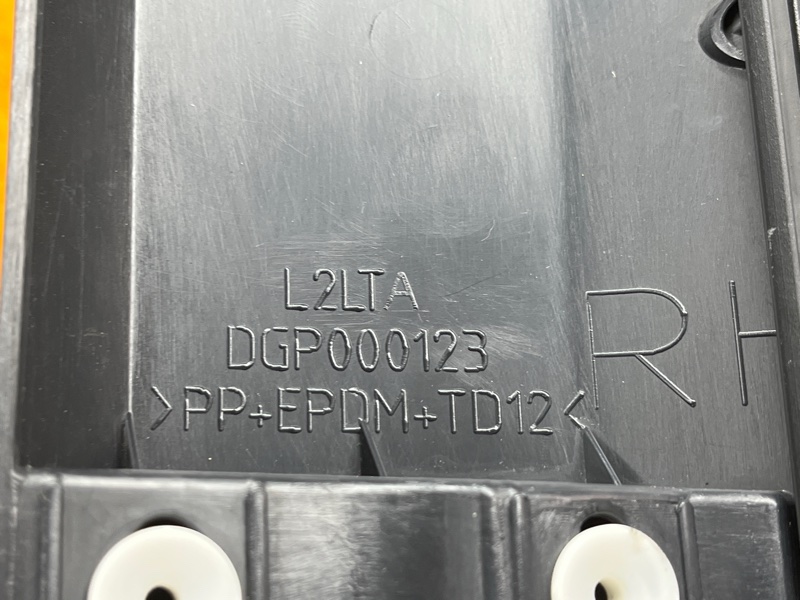 L2LTA
DGP000123
>PP+EPDM+TD12<
RH